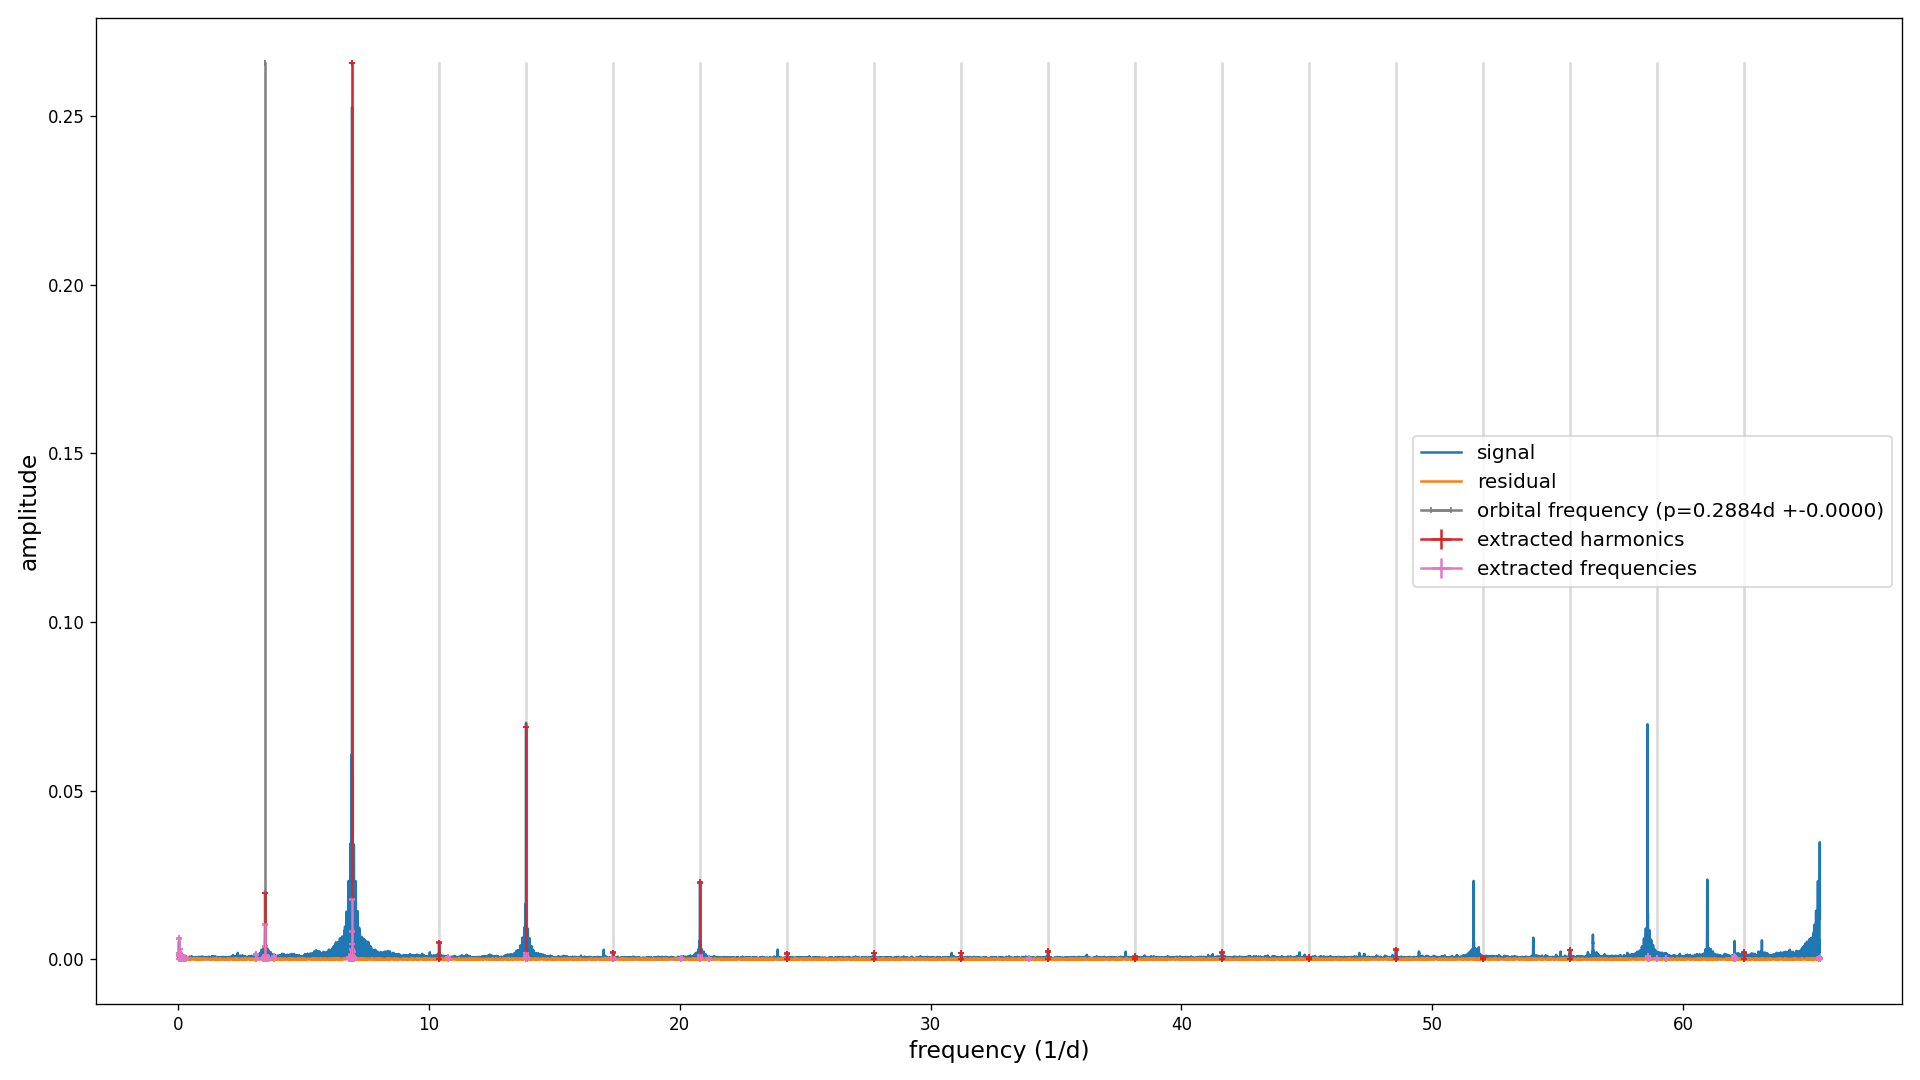 0.25
0.20
0.15
0.10
0.05
0.00
amplitude
0 10 20 30 40 50 60
frequency (1/d)
signal
residual
orbital frequency (p=0.2884d +-0.0000)
extracted harmonics
extracted frequencies